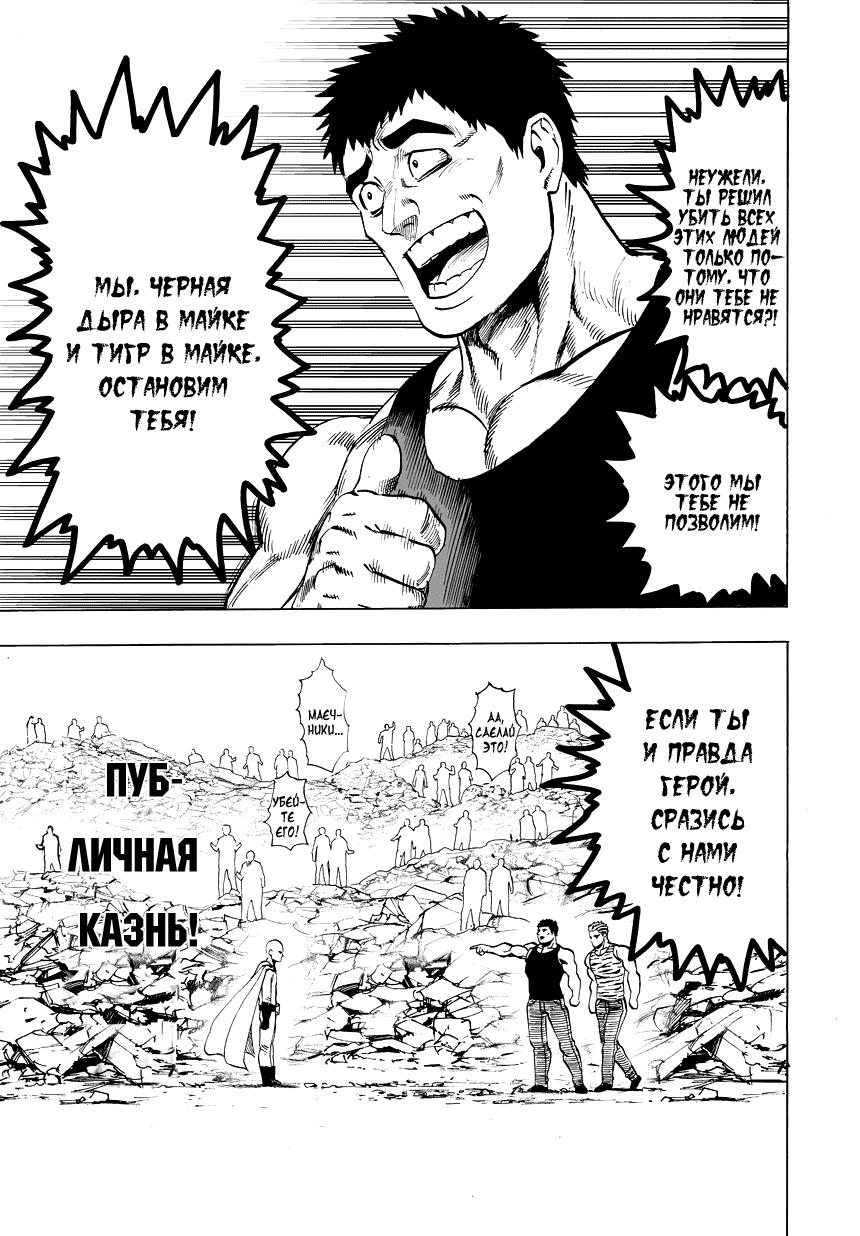 НЕУЖЕЛИ.
ТЫ РЕШИЛ
УБИТЬ ВСЕХ
ЭТИХ ЛЮДЕЙ
ТОЛЬКО ПО-
ТОМУ. ЧТО
ОНИ ТЕБЕ НЕ
НРАВЯТСЯ?!
ЭТОГО МЫ
ТЕБЕ НЕ
ПОЗВОЛИМ!
МЫ. ЧЕРНАЯ
ДЫРА В МАЙКЕ
И ТИГР В МАЙКЕ.
ОСТАНОВИМ
ТЕБЯ!
ЕСЛИ ТЫ
И ПРАВДА
ГЕРОЙ.
СРАЗИСЬ
С НАМИ
ЧЕСТНО!
ДА,
СДЕЛАЙ
ЭТО!
МАЄЧ-
НИКИ...
УБЕЙ-
ТЕ
ЄГО!
ПУБ-
ЛИЧНАЯ
КАЗНЬ!